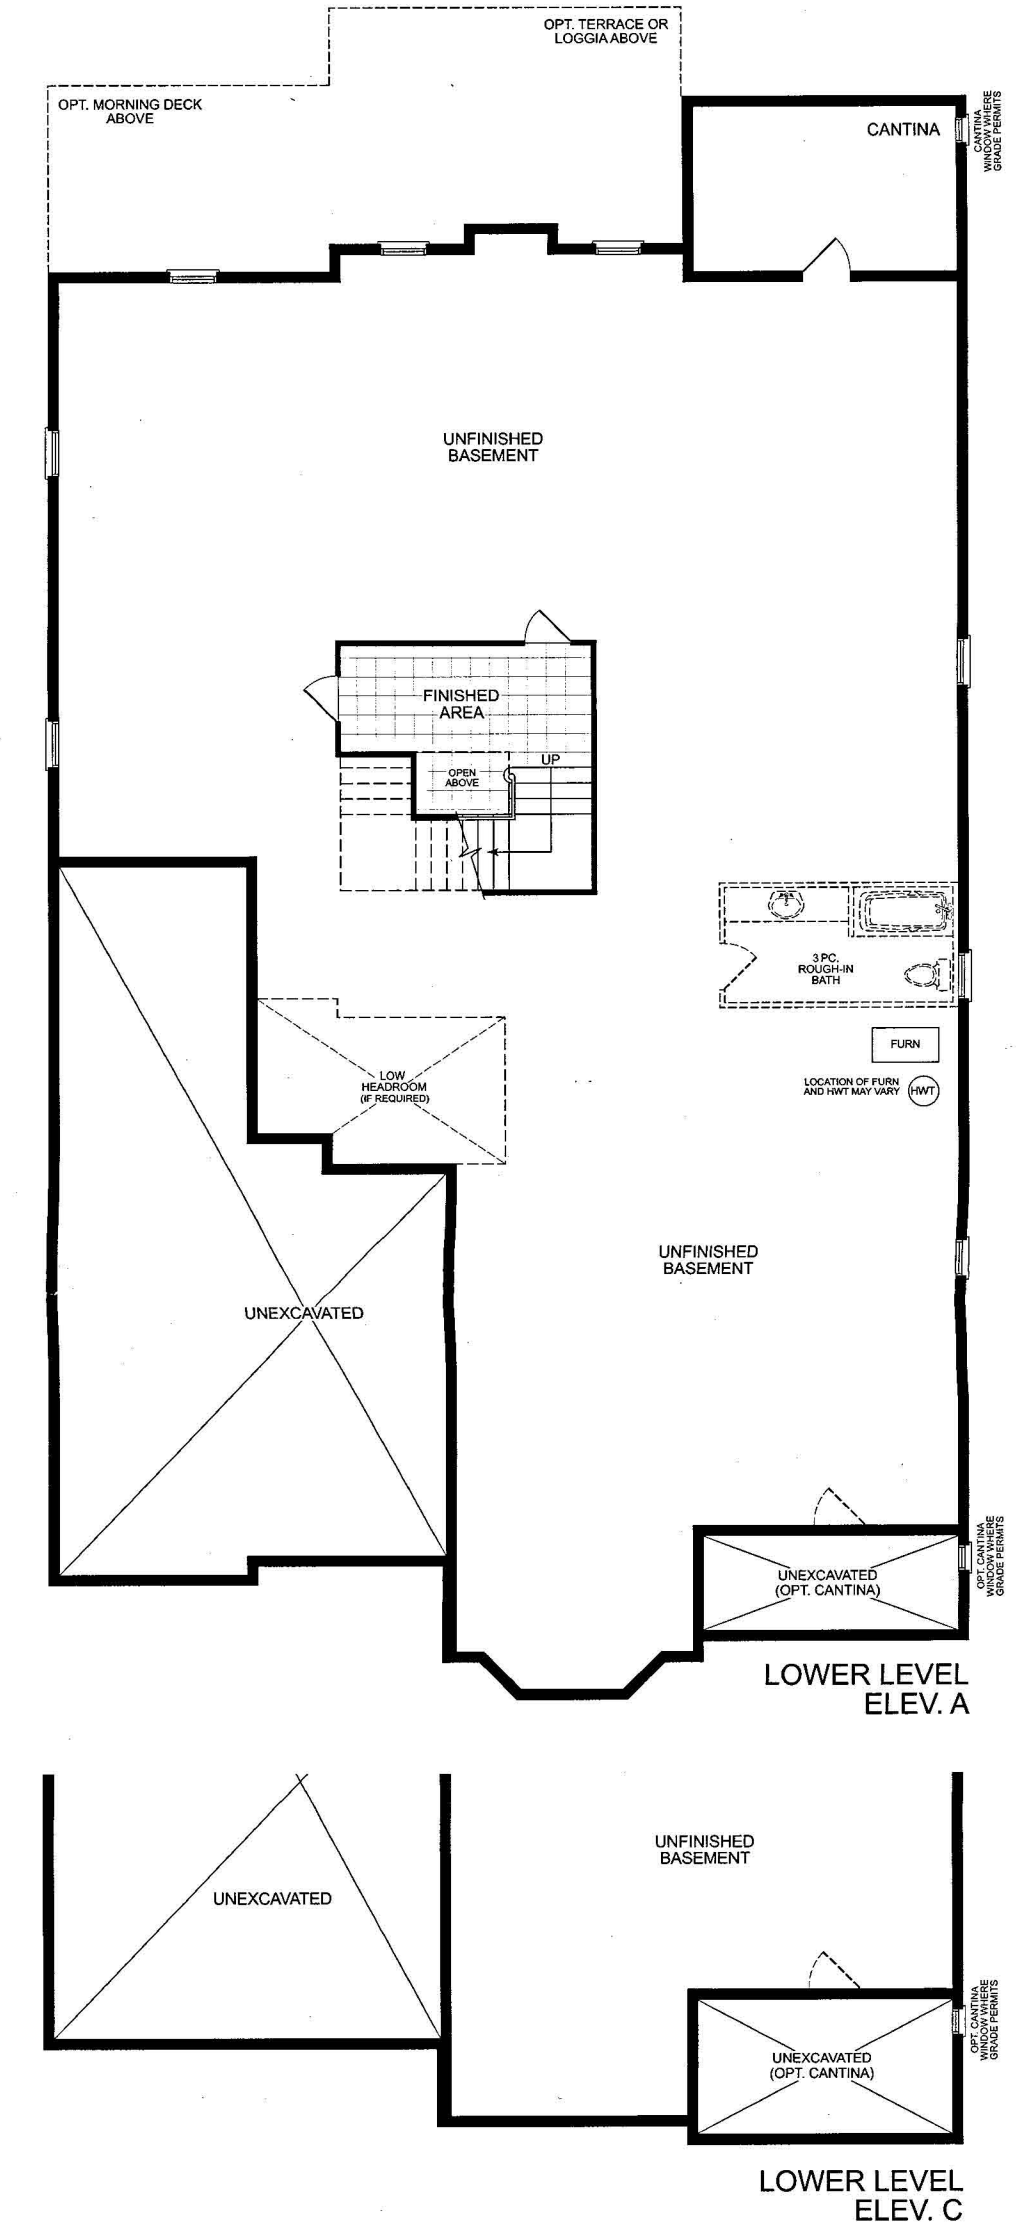 OPT. TERRACE OR
LOGGIA ABOVE
OPT. MORNING DECK
ABOVE
CANTINA
CANTINA
WINDOW WHERE
GRADE PERMITS
UNFINISHED
BASEMENT
FINISHED
AREA
OPEN
ABOVE
UP
3 PC.
ROUGH-IN
BATH
FURN
LOCATION OF FURN
AND HWT MAY VARY
HWT
LOW
HEADROOM
(IF REQUIRED)
UNFINISHED
BASEMENT
UNEXCAVATED
UNEXCAVATED
(OPT. CANTINA)
OPT. CANTINA
WINDOW WHERE
GRADE PERMITS
LOWER LEVEL
ELEV. A
UNFINISHED
BASEMENT
UNEXCAVATED
UNEXCAVATED
(OPT. CANTINA)
OPT. CANTINA
WINDOW WHERE
GRADE PERMITS
LOWER LEVEL
ELEV. C